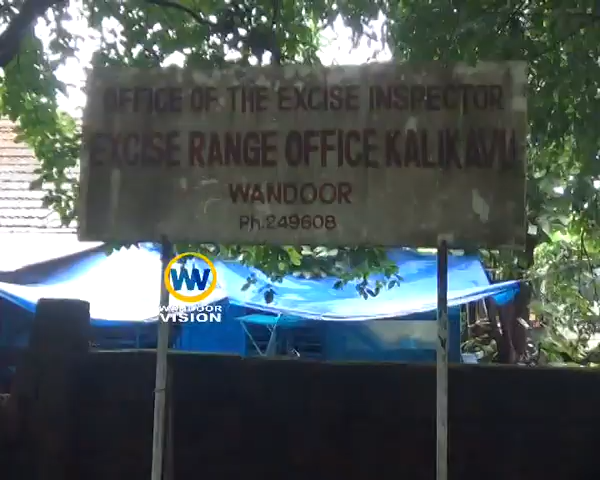 OFFICE OF THE EXCISE INSPECTOR
EXCISE RANGE OFFICE KALIKAVU
WANDOOR
Ph.249608
WANDOOR
VISION